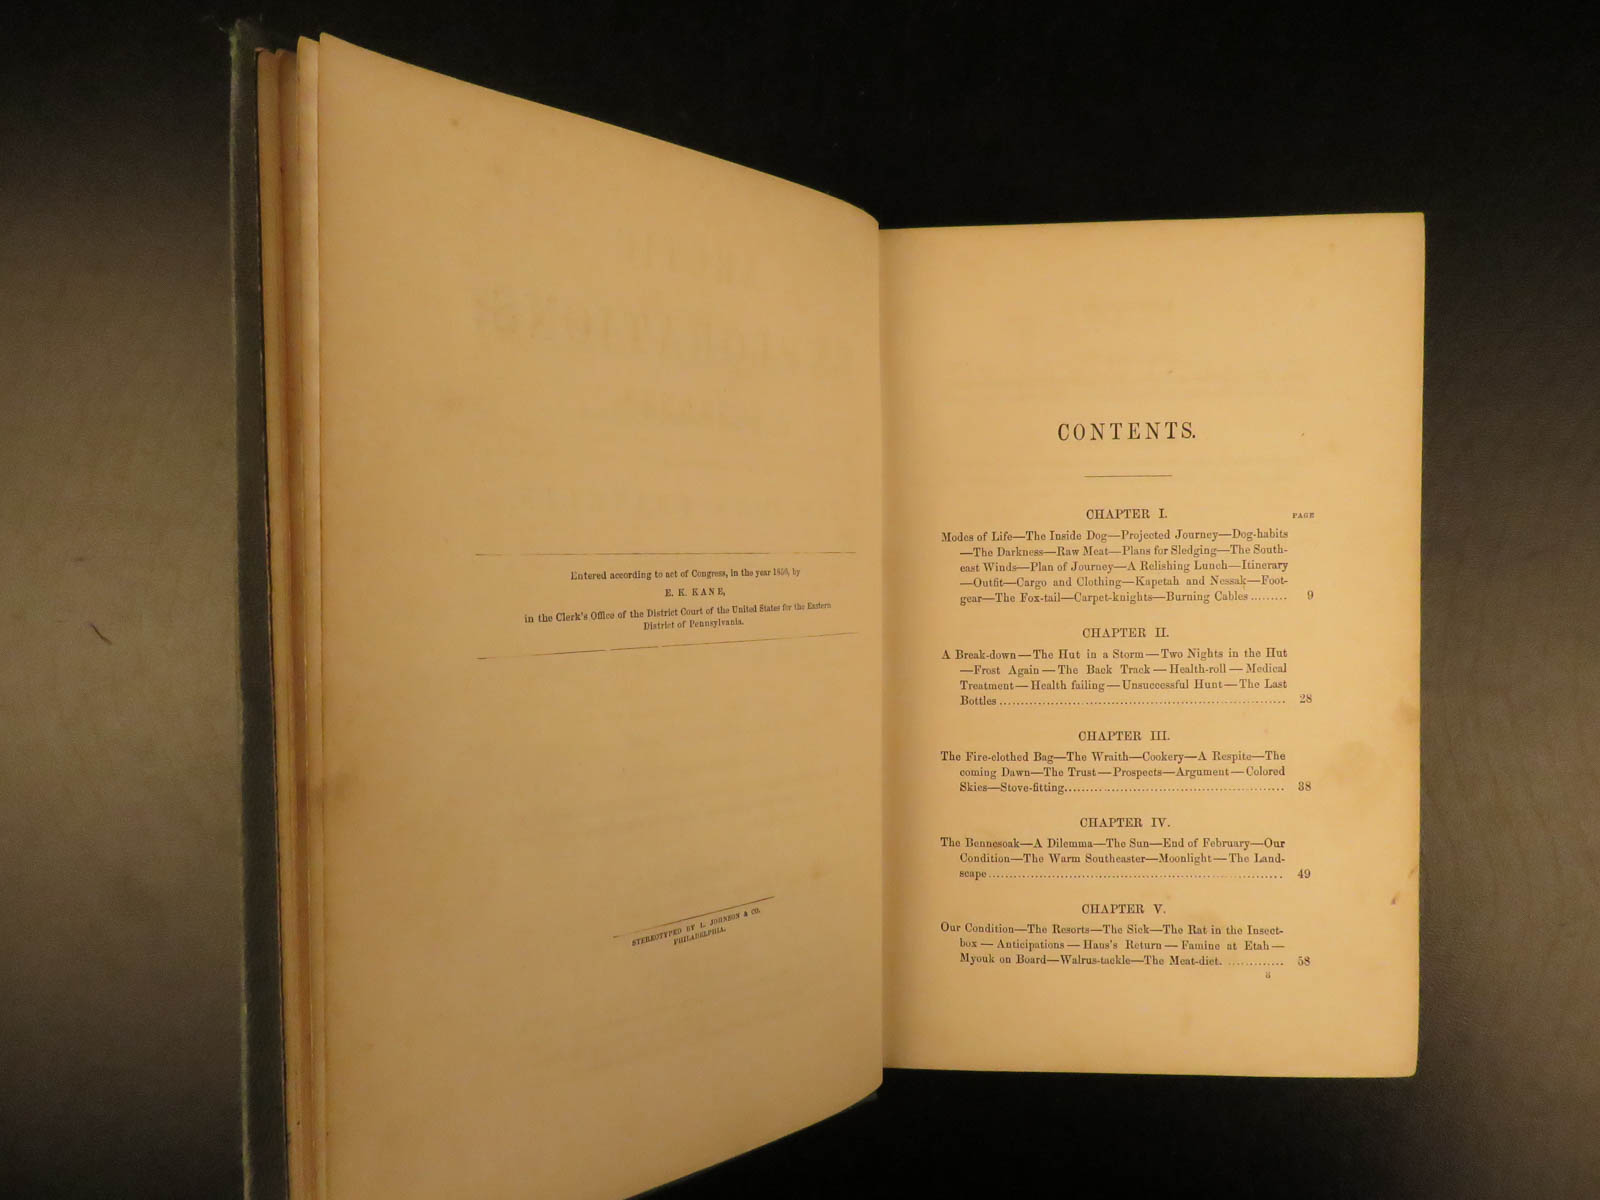 Entered according to act of Congress, in the year 1856, by
E. K. KANE,
in the Clerk's Office of the District Court of the United States for the Eastern
District of Pennsylvania.
STEREOTYPED BY L. JOHNSON & CO.
PHILADELPHIA.
CONTENTS.
CHAPTER I.
PAGE
Modes of Life—The Inside Dog—Projected Journey—Dog-habits
—The Darkness—Raw Meat—Plans for Sledging—The South-
east Winds—Plan of Journey—A Relishing Lunch—Itinerary
—Outfit—Cargo and Clothing—Kapetah and Nessak—Foot-
gear—The Fox-tail—Carpet-knights—Burning Cables......... 9
CHAPTER II.
A Break-down—The Hut in a Storm—Two Nights in the Hut
—Frost Again—The Back Track—Health-roll—Medical
Treatment—Health failing—Unsuccessful Hunt—The Last
Bottles................................................................ 28
CHAPTER III.
The Fire-clothed Bag—The Wraith—Cookery—A Respite—The
coming Dawn—The Trust—Prospects—Argument—Colored
Skies—Stove-fitting.................................................. 38
CHAPTER IV.
The Bennesoak—A Dilemma—The Sun—End of February—Our
Condition—The Warm Southeaster—Moonlight—The Land-
scape.................................................................. 49
CHAPTER V.
Our Condition—The Resorts—The Sick—The Rat in the Insect-
box—Anticipations—Hans's Return—Famine at Etah—
Myouk on Board—Walrus-tackle—The Meat-diet. ............. 58
3